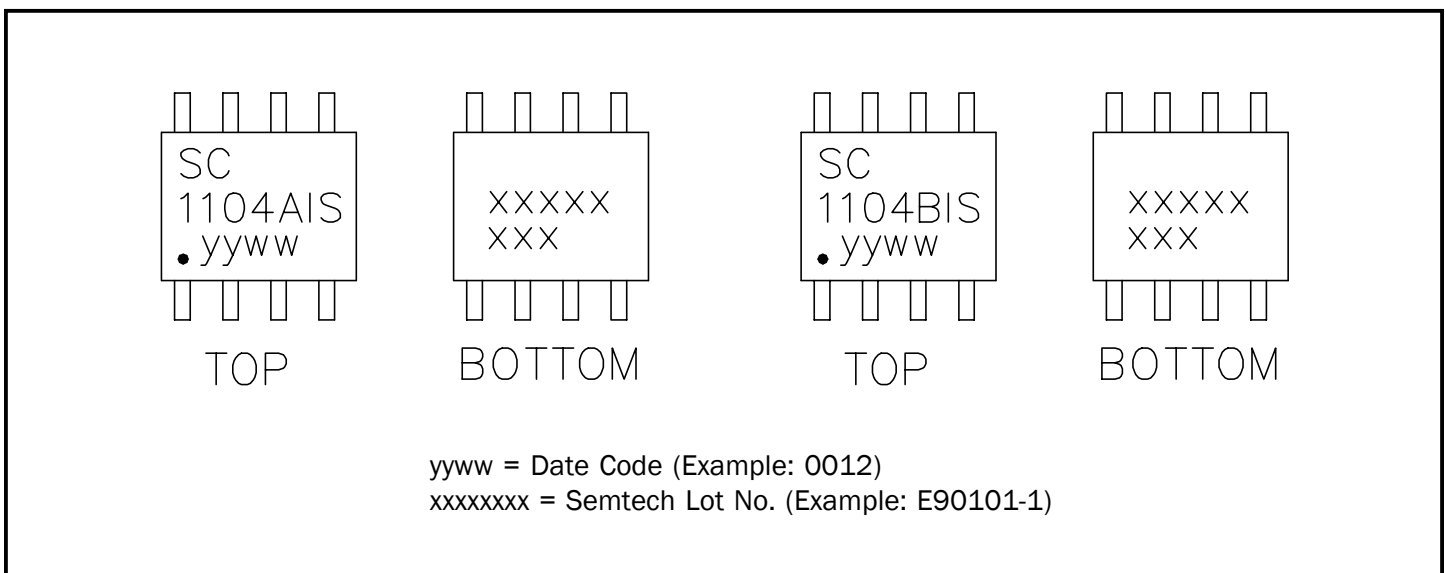 SC
1104AIS
yyww
TOP
xxxxx
xxx
BOTTOM
SC
1104BIS
yyww
TOP
xxxxx
xxx
BOTTOM
yyww = Date Code (Example: 0012)
xxxxxxxx = Semtech Lot No. (Example: E90101-1)